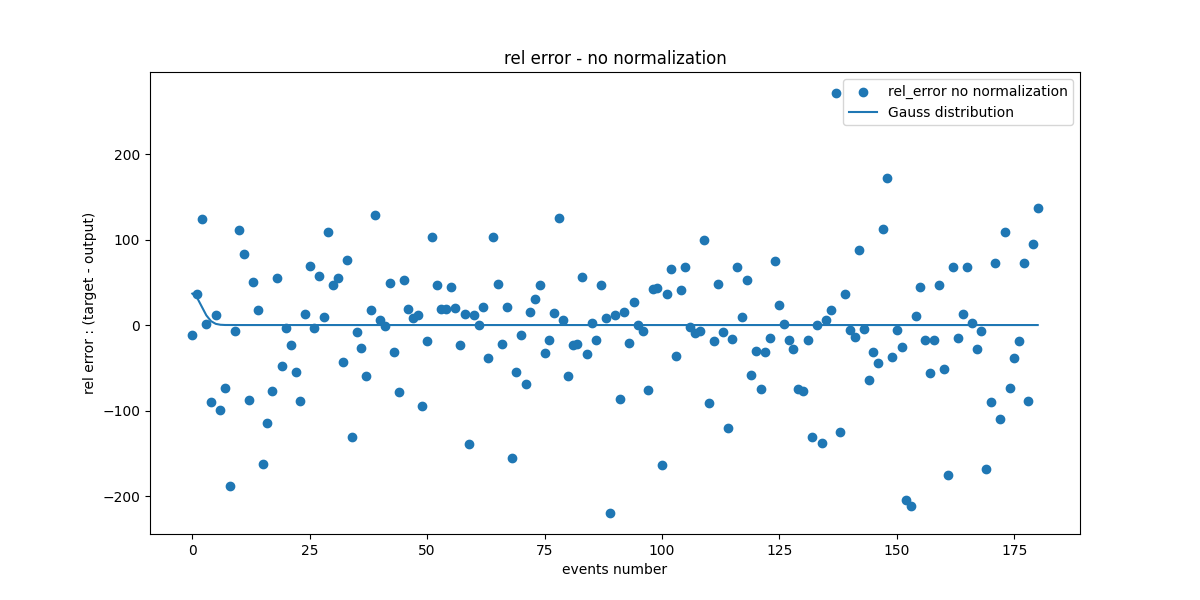 rel error - no normalization
rel_error no normalization
Gauss distribution
200
100
0
−100
−200
rel error : (target - output)
0 25 50 75 100 125 150 175
events number